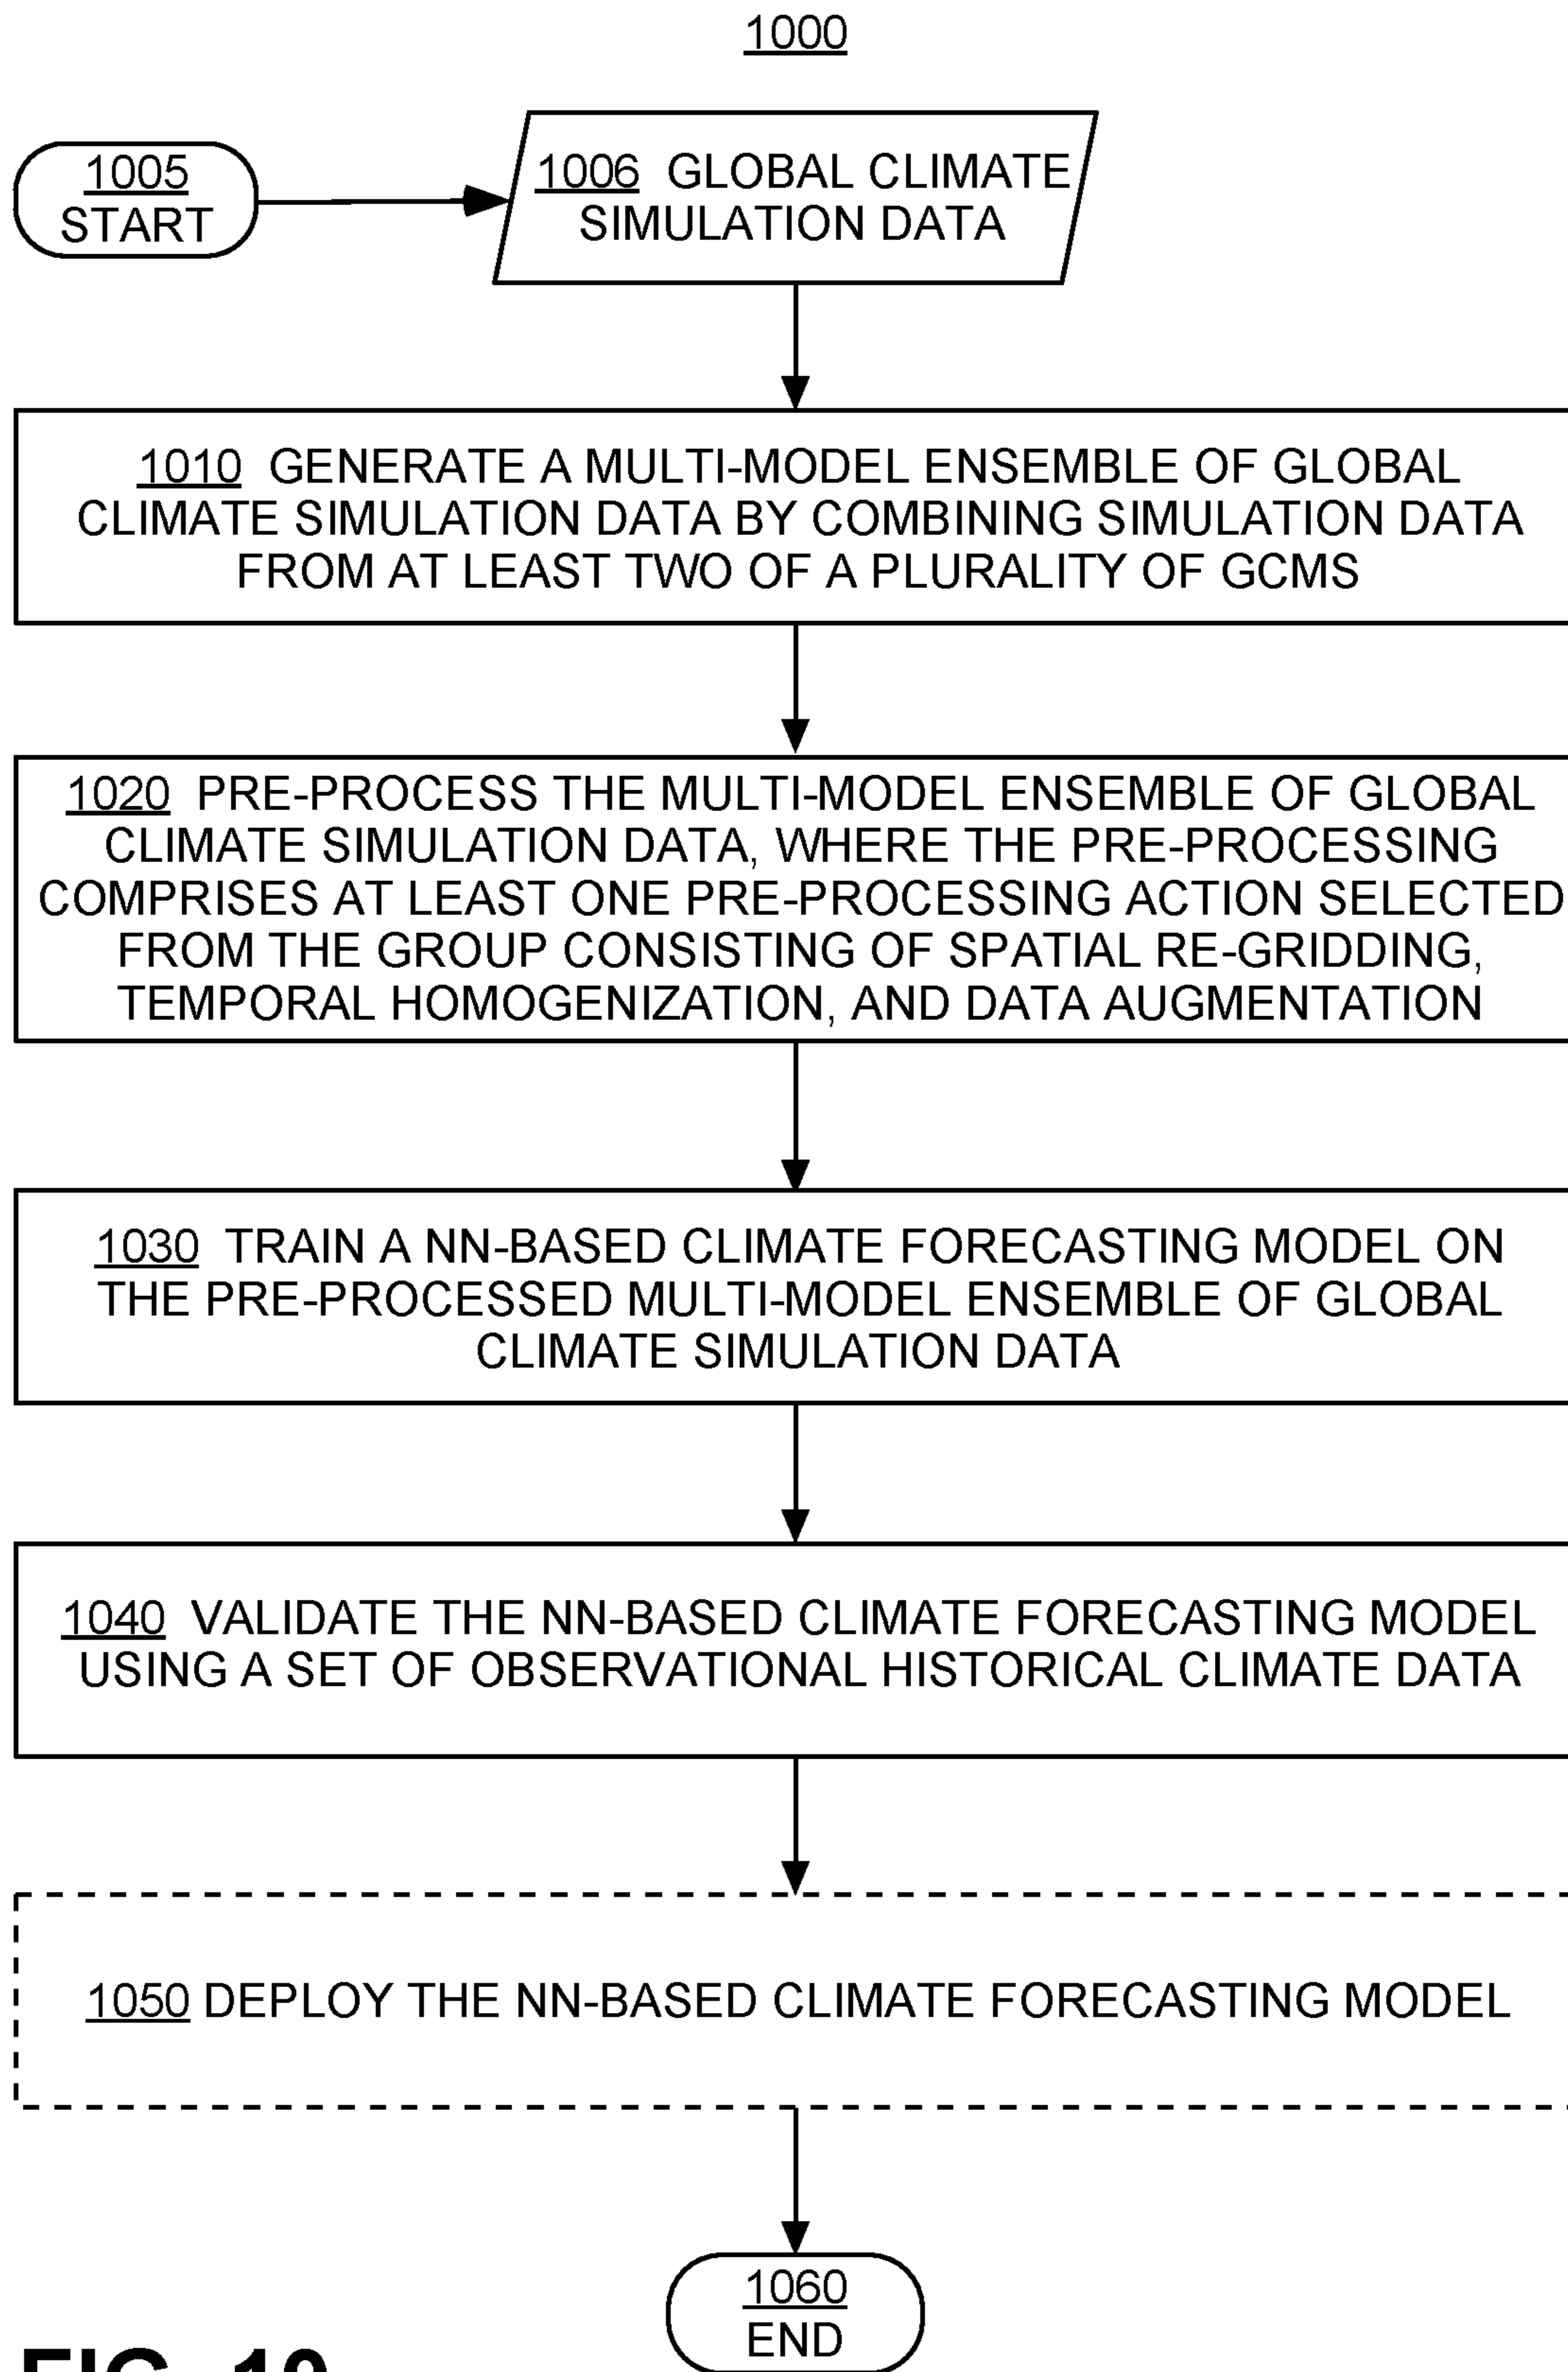 1000
1005
START
1006 GLOBAL CLIMATE
SIMULATION DATA
1010 GENERATE A MULTI-MODEL ENSEMBLE OF GLOBAL
CLIMATE SIMULATION DATA BY COMBINING SIMULATION DATA
FROM AT LEAST TWO OF A PLURALITY OF GCMS
1020 PRE-PROCESS THE MULTI-MODEL ENSEMBLE OF GLOBAL
CLIMATE SIMULATION DATA, WHERE THE PRE-PROCESSING
COMPRISES AT LEAST ONE PRE-PROCESSING ACTION SELECTED
FROM THE GROUP CONSISTING OF SPATIAL RE-GRIDDING,
TEMPORAL HOMOGENIZATION, AND DATA AUGMENTATION
1030 TRAIN A NN-BASED CLIMATE FORECASTING MODEL ON
THE PRE-PROCESSED MULTI-MODEL ENSEMBLE OF GLOBAL
CLIMATE SIMULATION DATA
1040 VALIDATE THE NN-BASED CLIMATE FORECASTING MODEL
USING A SET OF OBSERVATIONAL HISTORICAL CLIMATE DATA
1050 DEPLOY THE NN-BASED CLIMATE FORECASTING MODEL
1060
END
FIG.